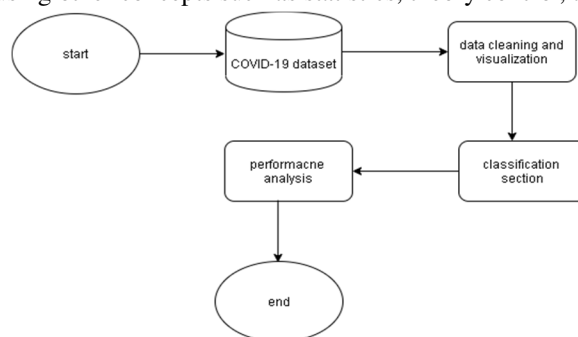 start
COVID-19 dataset
data cleaning and
visualization
classification
section
performacne
analysis
end